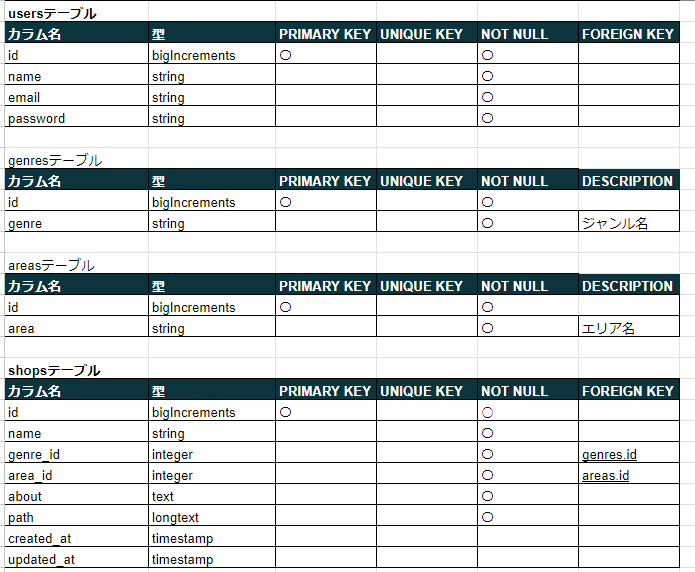 usersテーブル
カラム名 型 PRIMARY KEY UNIQUE KEY NOT NULL FOREIGN KEY
id bigIncrements ○ ○
name string ○
email string ○
password string ○
genresテーブル
カラム名 型 PRIMARY KEY UNIQUE KEY NOT NULL DESCRIPTION
id bigIncrements ○ ○
genre string ○ ジャンル名
areasテーブル
カラム名 型 PRIMARY KEY UNIQUE KEY NOT NULL DESCRIPTION
id bigIncrements ○ ○
area string ○ エリア名
shopsテーブル
カラム名 型 PRIMARY KEY UNIQUE KEY NOT NULL FOREIGN KEY
id bigIncrements ○ ○
name string ○
genre_id integer ○ genres.id
area_id integer ○ areas.id
about text ○
path longtext ○
created_at timestamp
updated_at timestamp